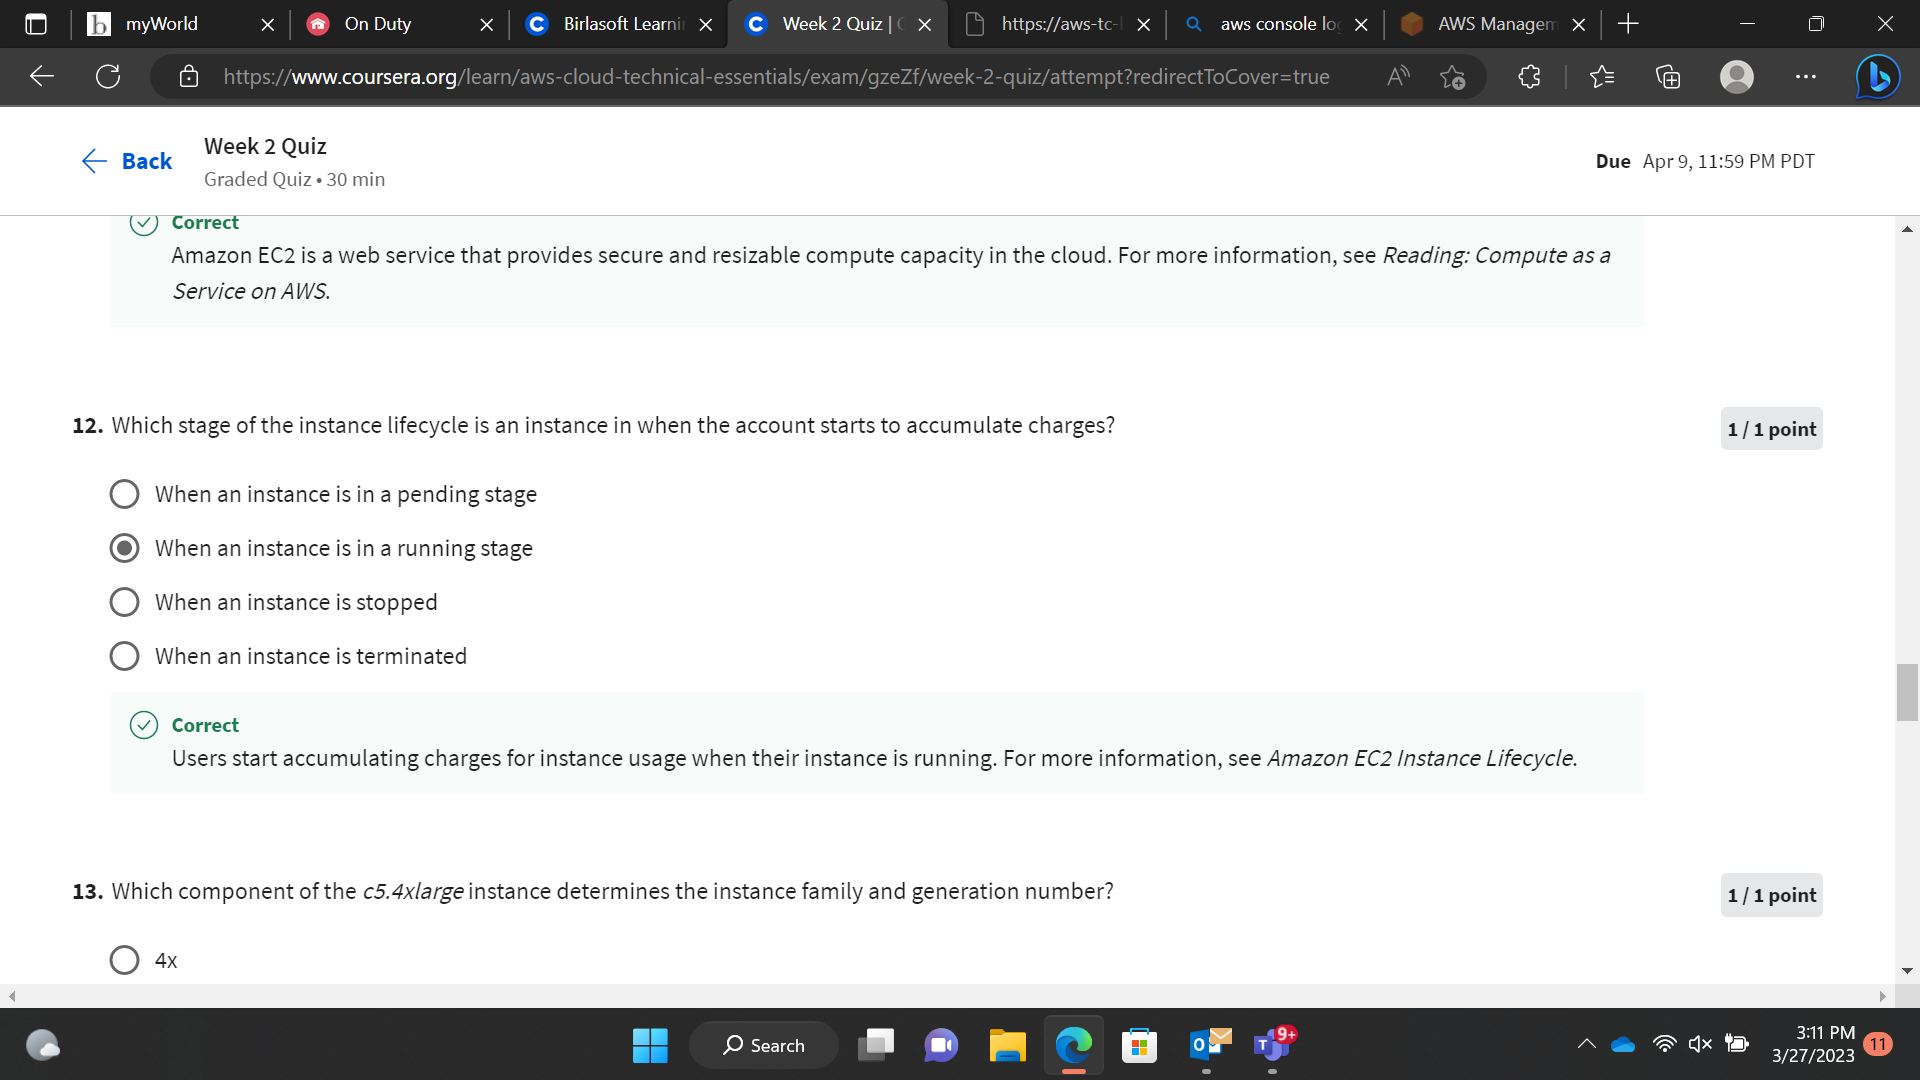 myWorld
On Duty
Birlasoft Learni
Week 2 Quiz |
https://aws-tc-
aws console lo
AWS Managem
https://www.coursera.org/learn/aws-cloud-technical-essentials/exam/gzeZf/week-2-quiz/attempt?redirectToCover=true
Back
Week 2 Quiz
Graded Quiz • 30 min
Due Apr 9, 11:59 PM PDT
Correct
Amazon EC2 is a web service that provides secure and resizable compute capacity in the cloud. For more information, see Reading: Compute as a
Service on AWS.
12. Which stage of the instance lifecycle is an instance in when the account starts to accumulate charges?
1 / 1 point
When an instance is in a pending stage
When an instance is in a running stage
When an instance is stopped
When an instance is terminated
Correct
Users start accumulating charges for instance usage when their instance is running. For more information, see Amazon EC2 Instance Lifecycle.
13. Which component of the c5.4xlarge instance determines the instance family and generation number?
1 / 1 point
4x
Search
9+
3:11 PM
3/27/2023
11